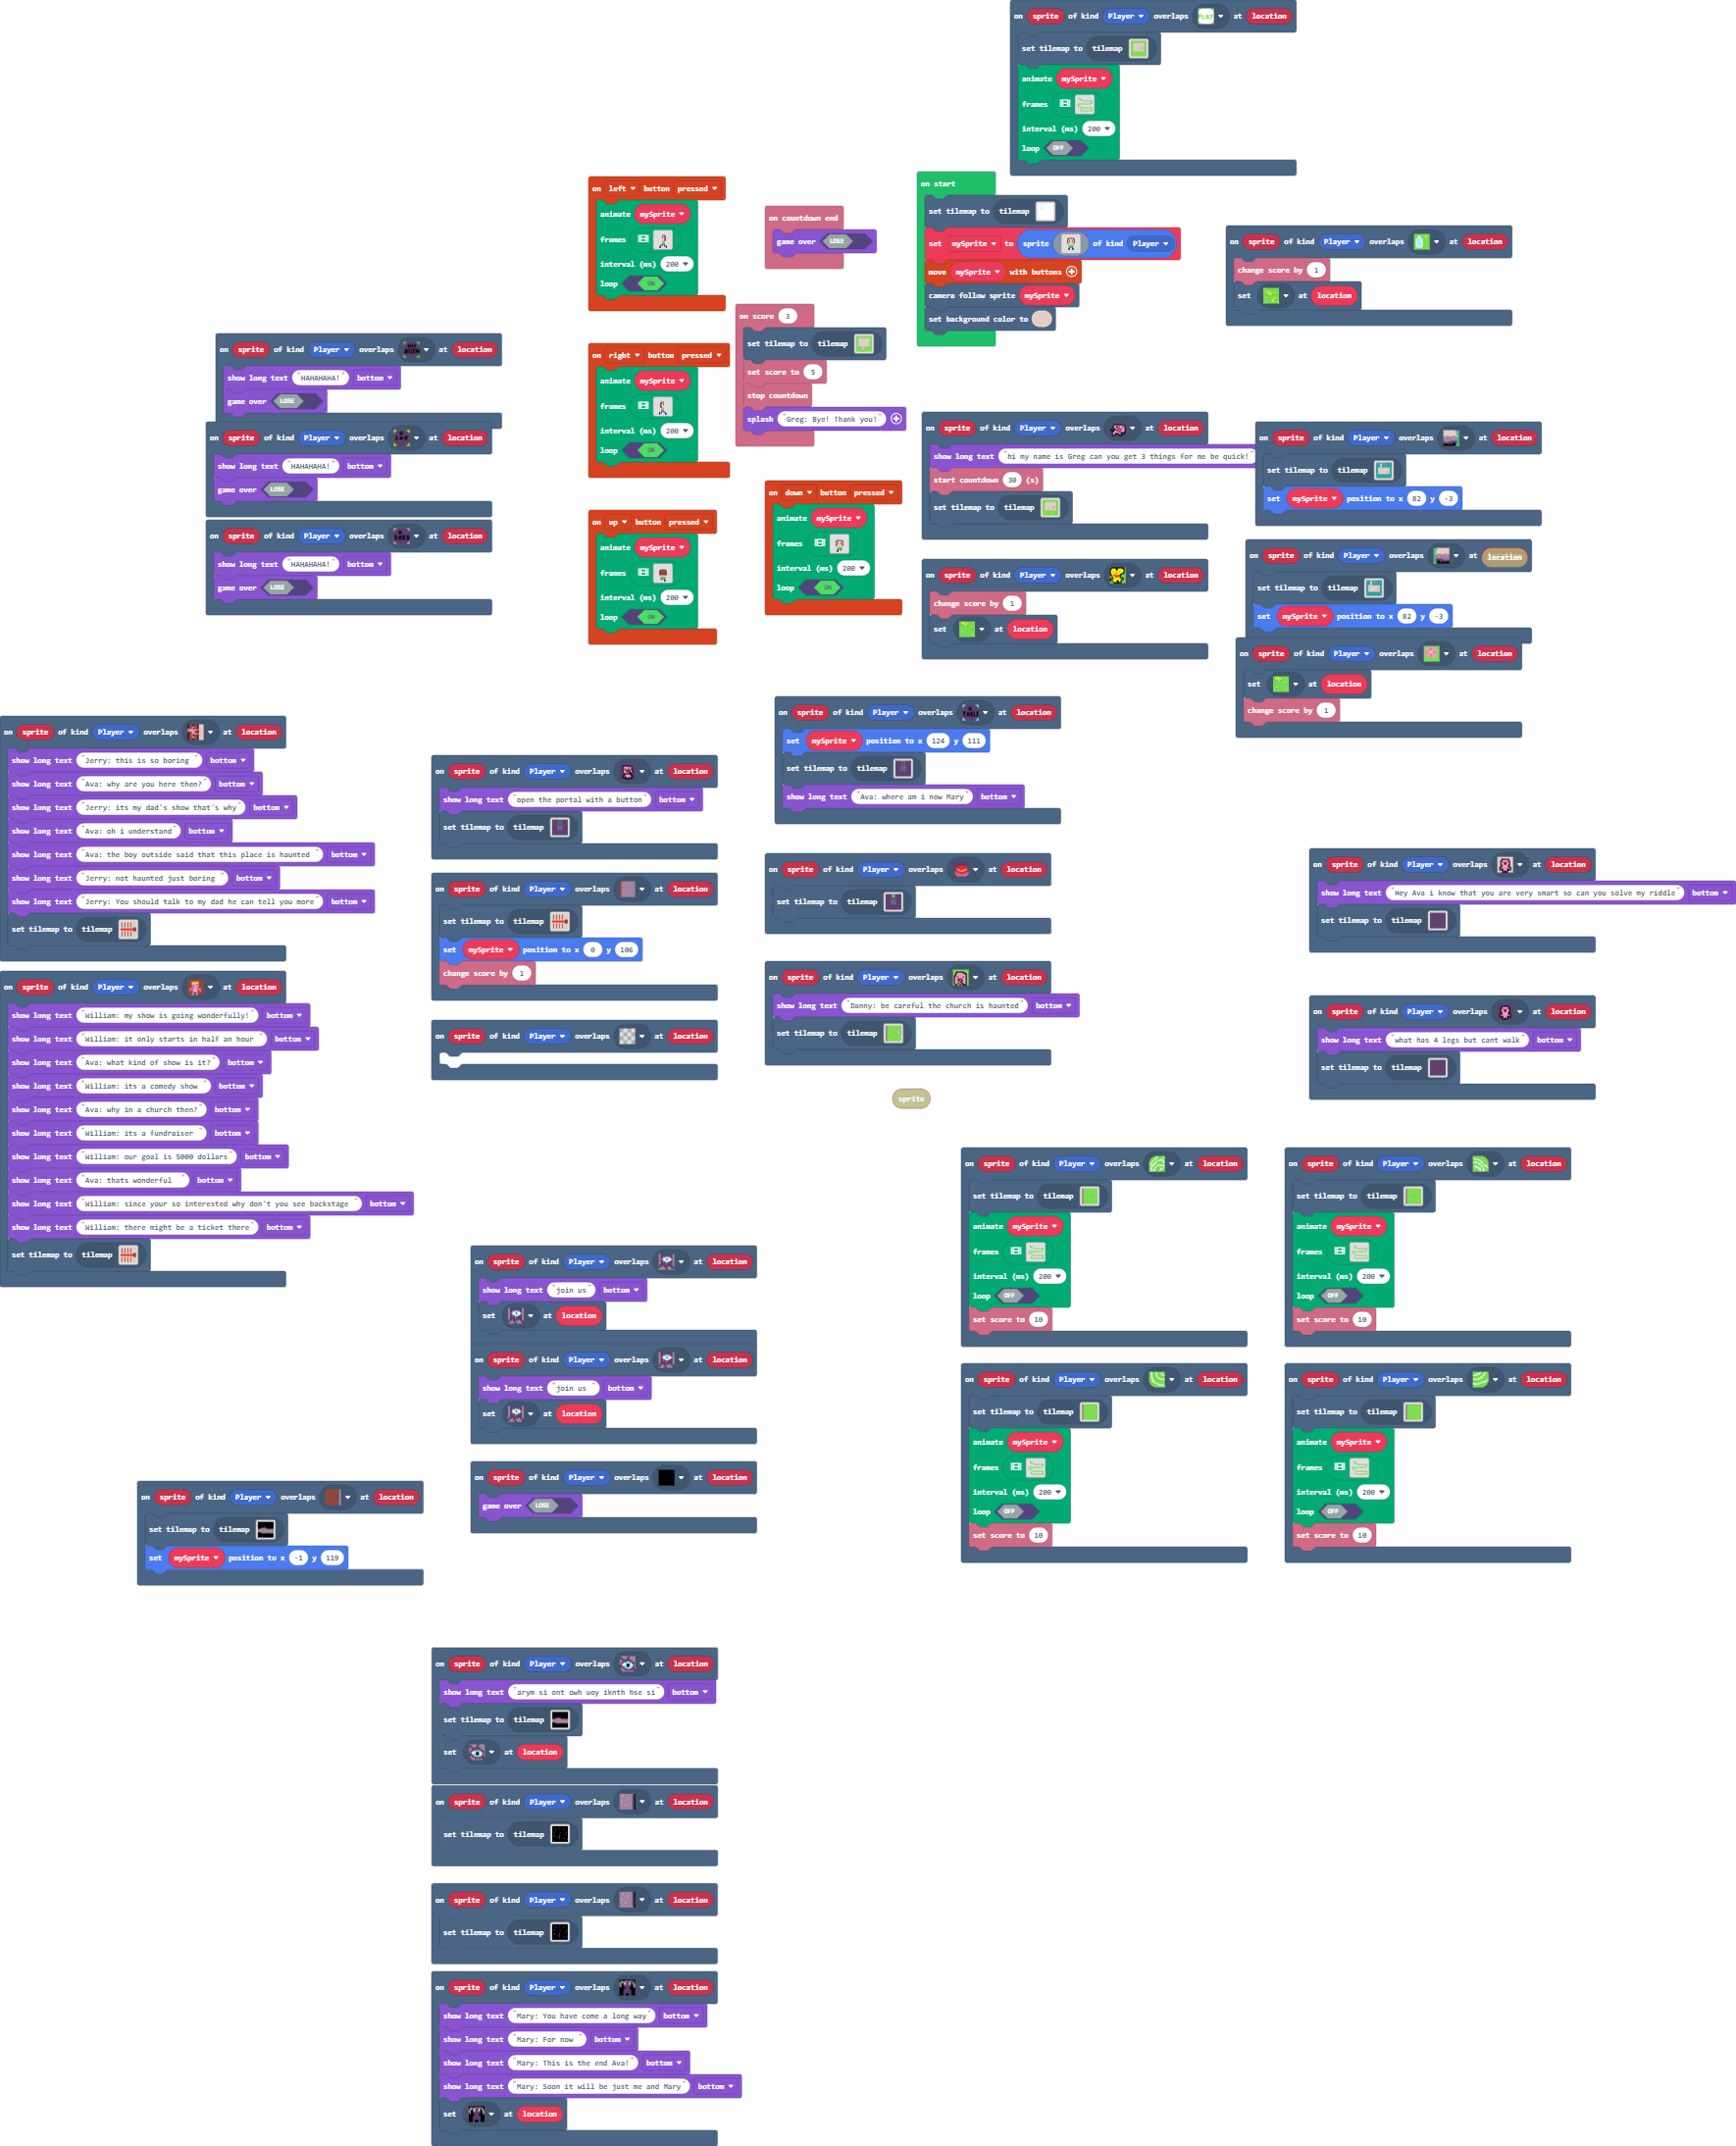 on sprite of kind Player overlaps PLAY at location
set tilemap to tilemap
animate mySprite
frames
interval (ms) 200
loop OFF
on left button pressed
animate mySprite
frames
interval (ms) 200
loop ON
on right button pressed
animate mySprite
frames
interval (ms) 200
loop ON
on up button pressed
animate mySprite
frames
interval (ms) 200
loop ON
on countdown end
game over LOSE
on score 3
set tilemap to tilemap
set score to 5
stop countdown
splash "Greg: Bye! Thank you!"
on down button pressed
animate mySprite
frames
interval (ms) 200
loop ON
on start
set tilemap to tilemap
set mySprite to sprite of kind Player
move mySprite with buttons
camera follow sprite mySprite
set background color to
on sprite of kind Player overlaps at location
change score by 1
set at location
on sprite of kind Player overlaps at location
show long text "HAHAHAHA!" bottom
game over LOSE
on sprite of kind Player overlaps at location
show long text "HAHAHAHA!" bottom
game over LOSE
on sprite of kind Player overlaps at location
show long text "HAHAHAHA!" bottom
game over LOSE
on sprite of kind Player overlaps at location
show long text "hi my name is Greg can you get 3 things for me be quick!"
start countdown 30 (s)
set tilemap to tilemap
on sprite of kind Player overlaps at location
change score by 1
set at location
on sprite of kind Player overlaps at location
set tilemap to tilemap
set mySprite position to x 82 y -3
on sprite of kind Player overlaps at location
set tilemap to tilemap
set mySprite position to x 82 y -3
on sprite of kind Player overlaps at location
set at location
change score by 1
on sprite of kind Player overlaps at location
show long text "Jerry: this is so boring " bottom
show long text "Ava: why are you here then?" bottom
show long text "Jerry: its my dad's show that's why" bottom
show long text "Ava: oh i understand" bottom
show long text "Ava: the boy outside said that this place is haunted " bottom
show long text "Jerry: not haunted just boring " bottom
show long text "Jerry: You should talk to my dad he can tell you more" bottom
set tilemap to tilemap
on sprite of kind Player overlaps at location
show long text "William: my show is going wonderfully!" bottom
show long text "William: it only starts in half an hour " bottom
show long text "Ava: what kind of show is it?" bottom
show long text "William: its a comedy show " bottom
show long text "Ava: why in a church then?" bottom
show long text "William: its a fundraiser " bottom
show long text "William: our goal is 5000 dollars" bottom
show long text "Ava: thats wonderful " bottom
show long text "William: since your so interested why don't you see backstage " bottom
show long text "William: there might be a ticket there" bottom
set tilemap to tilemap
on sprite of kind Player overlaps at location
show long text "open the portal with a button" bottom
set tilemap to tilemap
on sprite of kind Player overlaps at location
set tilemap to tilemap
set mySprite position to x 0 y 106
change score by 1
on sprite of kind Player overlaps at location
on sprite of kind Player overlaps TABLE at location
set mySprite position to x 124 y 111
set tilemap to tilemap
show long text "Ava: where am i now Mary" bottom
on sprite of kind Player overlaps at location
set tilemap to tilemap
on sprite of kind Player overlaps at location
show long text "Danny: be careful the church is haunted" bottom
set tilemap to tilemap
sprite
on sprite of kind Player overlaps at location
show long text "Hey Ava i know that you are very smart so can you solve my riddle" bottom
set tilemap to tilemap
on sprite of kind Player overlaps at location
show long text "what has 4 legs but cant walk" bottom
set tilemap to tilemap
on sprite of kind Player overlaps at location
set tilemap to tilemap
animate mySprite
frames
interval (ms) 200
loop OFF
set score to 10
on sprite of kind Player overlaps at location
set tilemap to tilemap
animate mySprite
frames
interval (ms) 200
loop OFF
set score to 10
on sprite of kind Player overlaps at location
set tilemap to tilemap
animate mySprite
frames
interval (ms) 200
loop OFF
set score to 10
on sprite of kind Player overlaps at location
set tilemap to tilemap
animate mySprite
frames
interval (ms) 200
loop OFF
set score to 10
on sprite of kind Player overlaps at location
show long text "join us" bottom
set at location
on sprite of kind Player overlaps at location
show long text "join us " bottom
set at location
on sprite of kind Player overlaps at location
game over LOSE
on sprite of kind Player overlaps at location
set tilemap to tilemap
set mySprite position to x -1 y 119
on sprite of kind Player overlaps at location
show long text "arym si ont owh uoy iknth hse si" bottom
set tilemap to tilemap
set at location
on sprite of kind Player overlaps at location
set tilemap to tilemap
on sprite of kind Player overlaps at location
set tilemap to tilemap
on sprite of kind Player overlaps at location
show long text "Mary: You have come a long way" bottom
show long text "Mary: For now " bottom
show long text "Mary: This is the end Ava!" bottom
show long text "Mary: Soon it will be just me and Mary" bottom
set at location